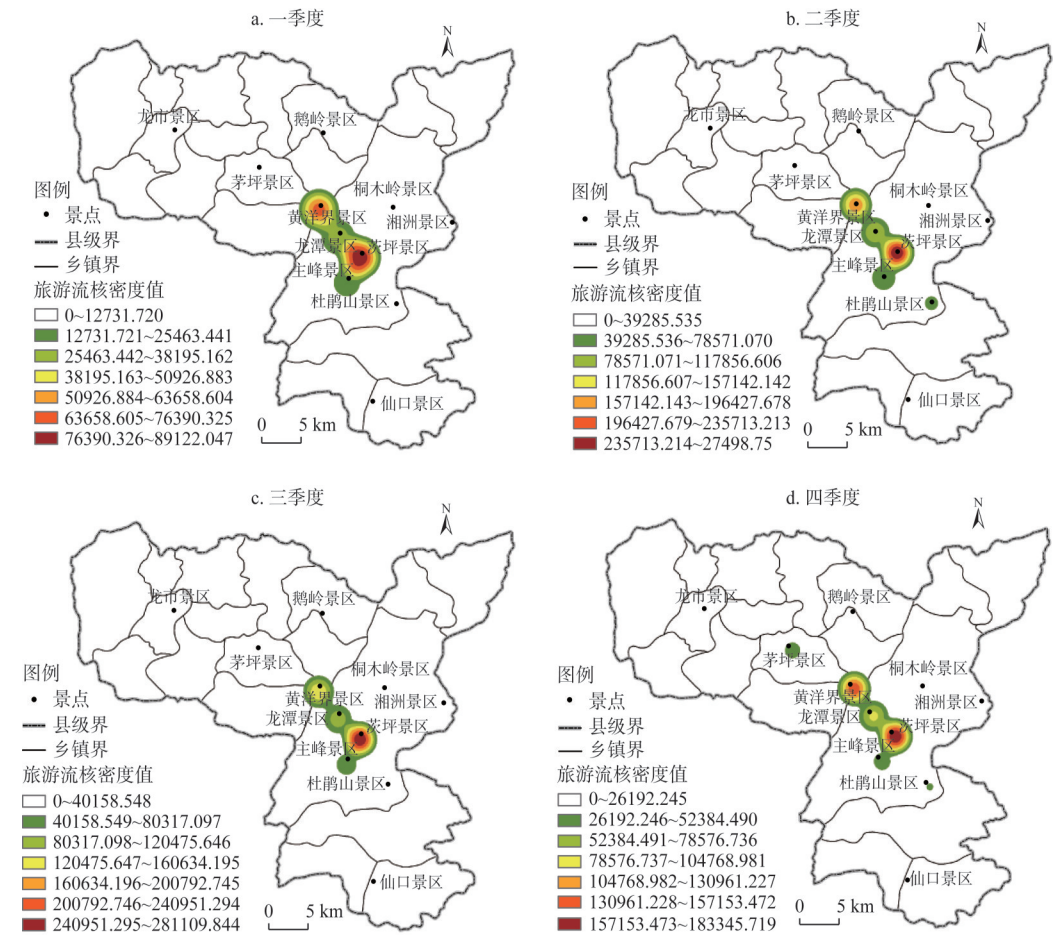 a. 一季度
N
龙市景区
鹅岭景区
茅坪景区
桐木岭景区
黄洋界景区
湘洲景区
龙潭景区
茨坪景区
主峰景区
杜鹃山景区
仙口景区
图例
景点
县级界
乡镇界
旅游流核密度值
0~12731.720
12731.721~25463.441
25463.442~38195.162
38195.163~50926.883
50926.884~63658.604
63658.605~76390.325
76390.326~89122.047
0 5 km
b. 二季度
N
龙市景区
鹅岭景区
茅坪景区
桐木岭景区
黄洋界景区
湘洲景区
龙潭景区
茨坪景区
主峰景区
杜鹃山景区
仙口景区
图例
景点
县级界
乡镇界
旅游流核密度值
0~39285.535
39285.536~78571.070
78571.071~117856.606
117856.607~157142.142
157142.143~196427.678
196427.679~235713.213
235713.214~27498.75
0 5 km
c. 三季度
N
龙市景区
鹅岭景区
茅坪景区
桐木岭景区
黄洋界景区
湘洲景区
龙潭景区
茨坪景区
主峰景区
杜鹃山景区
仙口景区
图例
景点
县级界
乡镇界
旅游流核密度值
0~40158.548
40158.549~80317.097
80317.098~120475.646
120475.647~160634.195
160634.196~200792.745
200792.746~240951.294
240951.295~281109.844
0 5 km
d. 四季度
N
龙市景区
鹅岭景区
茅坪景区
桐木岭景区
黄洋界景区
湘洲景区
龙潭景区
茨坪景区
主峰景区
杜鹃山景区
仙口景区
图例
景点
县级界
乡镇界
旅游流核密度值
0~26192.245
26192.246~52384.490
52384.491~78576.736
78576.737~104768.981
104768.982~130961.227
130961.228~157153.472
157153.473~183345.719
0 5 km